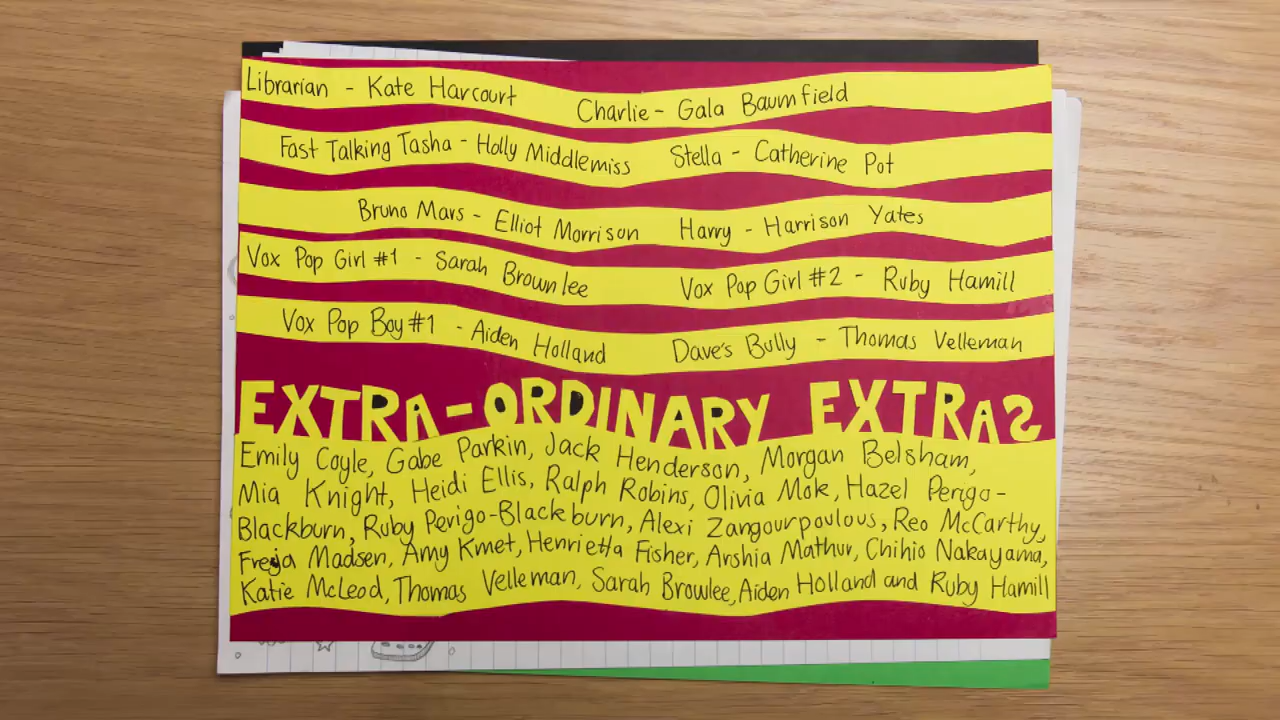 Librarian - Kate Harcourt Charlie - Gala Baumfield
Fast Talking Tasha - Holly Middlemiss Stella - Catherine Pot
Bruno Mars - Elliot Morrison Harry - Harrison Yates
Vox Pop Girl #1 - Sarah Brownlee Vox Pop Girl #2 - Ruby Hamill
Vox Pop Boy #1 - Aiden Holland Dave's Bully - Thomas Velleman
EXTRA-ORDINARY EXTRAS
Emily Coyle, Gabe Parkin, Jack Henderson, Morgan Belsham,
Mia Knight, Heidi Ellis, Ralph Robins, Olivia Mok, Hazel Perigo-
Blackburn, Ruby Perigo-Blackburn, Alexi Zangourpoulous, Reo McCarthy,
Freja Madsen, Amy Kmet, Henrietta Fisher, Arshia Mathur, Chihio Nakayama,
Katie McLeod, Thomas Velleman, Sarah Browlee, Aiden Holland and Ruby Hamill